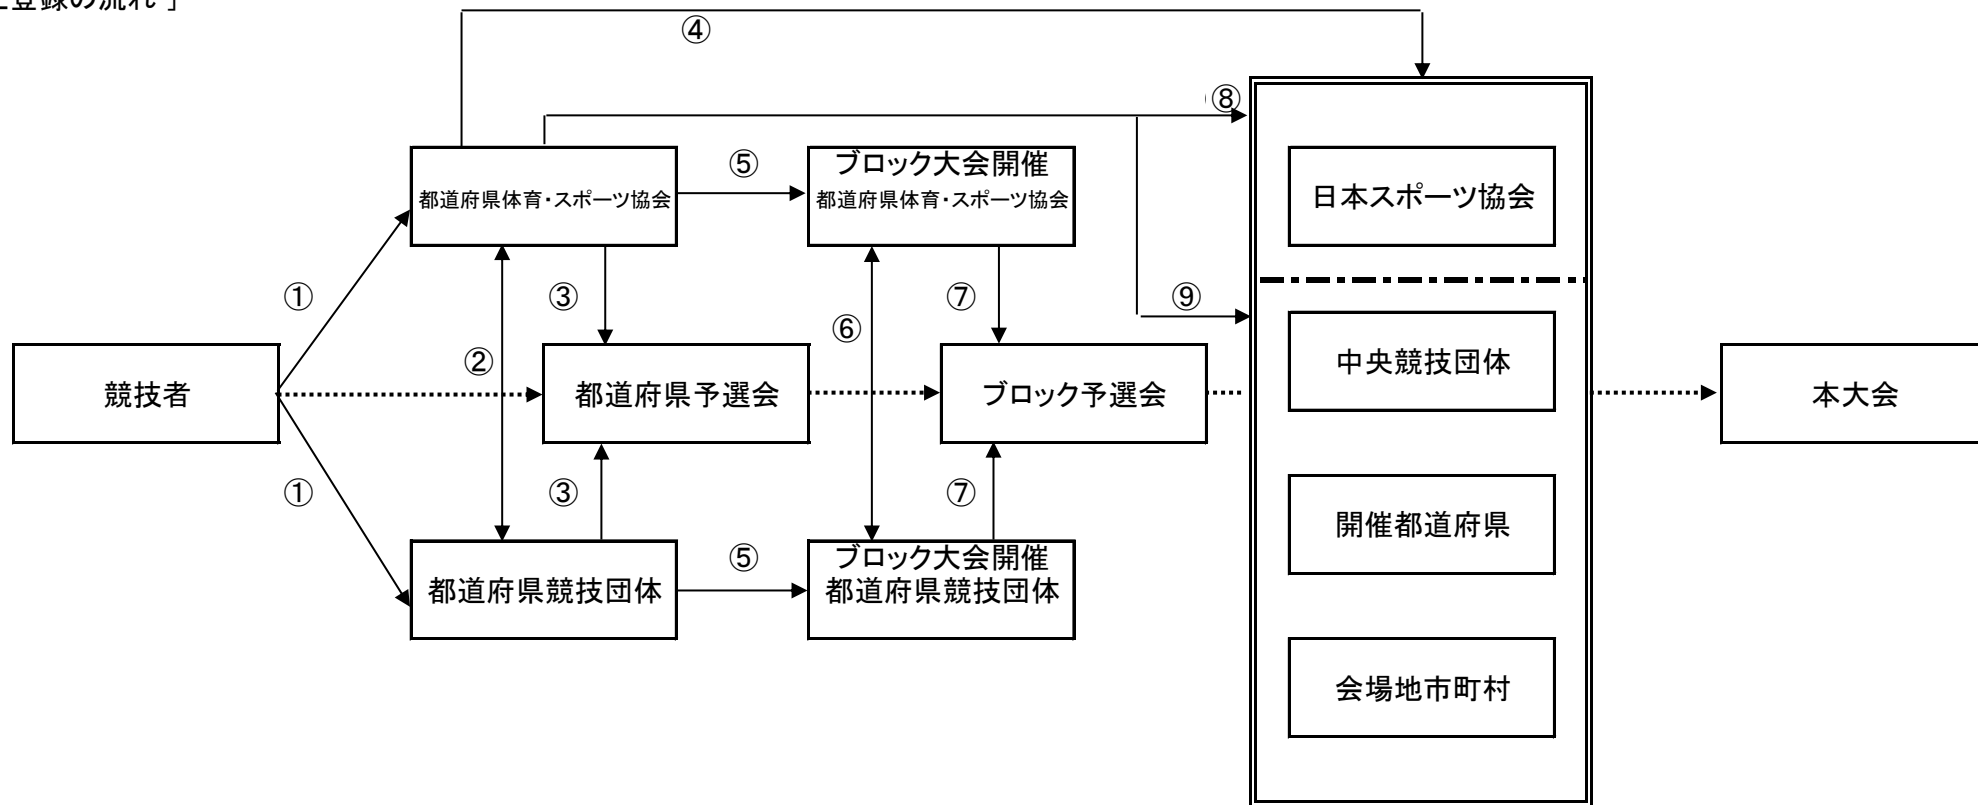 登録の流れ 」
④
⑧
ブロック大会開催
都道府県体育・スポーツ協会
⑤
都道府県体育・スポーツ協会
日本スポーツ協会
①
③
⑦
⑨
⑥
②
中央競技団体
競技者
都道府県予選会
ブロック予選会
本大会
①
③
⑦
開催都道府県
⑤
ブロック大会開催
都道府県競技団体
都道府県競技団体
会場地市町村